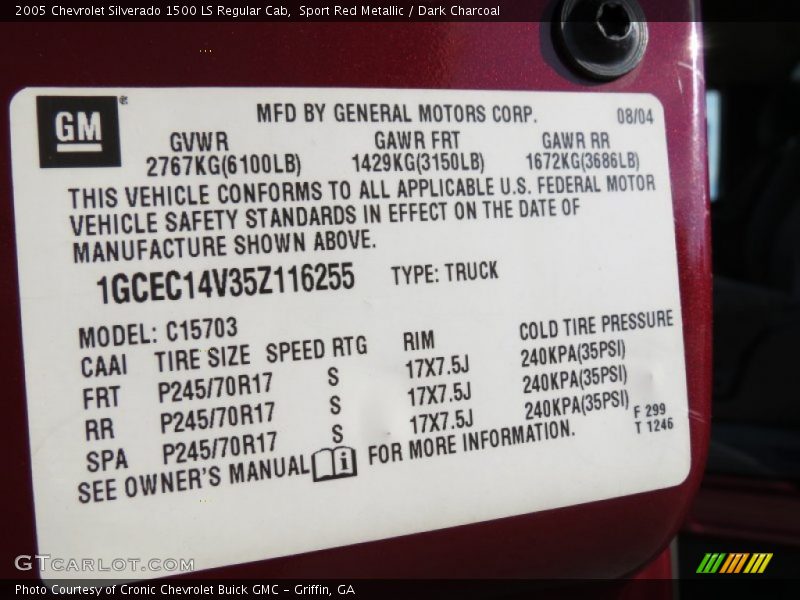 2005 Chevrolet Silverado 1500 LS Regular Cab,  Sport Red Metallic / Dark Charcoal
GM®
MFD BY GENERAL MOTORS CORP. 08/04
GVWR GAWR FRT GAWR RR
2767KG(6100LB) 1429KG(3150LB) 1672KG(3686LB)
THIS VEHICLE CONFORMS TO ALL APPLICABLE U.S. FEDERAL MOTOR
VEHICLE SAFETY STANDARDS IN EFFECT ON THE DATE OF
MANUFACTURE SHOWN ABOVE.
1GCEC14V35Z116255 TYPE: TRUCK
MODEL: C15703
CAAI TIRE SIZE SPEED RTG RIM COLD TIRE PRESSURE
FRT P245/70R17 S 17X7.5J 240KPA(35PSI)
RR P245/70R17 S 17X7.5J 240KPA(35PSI)
SPA P245/70R17 S 17X7.5J 240KPA(35PSI)
F 299
T 1246
SEE OWNER'S MANUAL i FOR MORE INFORMATION.
GTCARLOT.COM
Photo Courtesy of Cronic Chevrolet Buick GMC – Griffin, GA